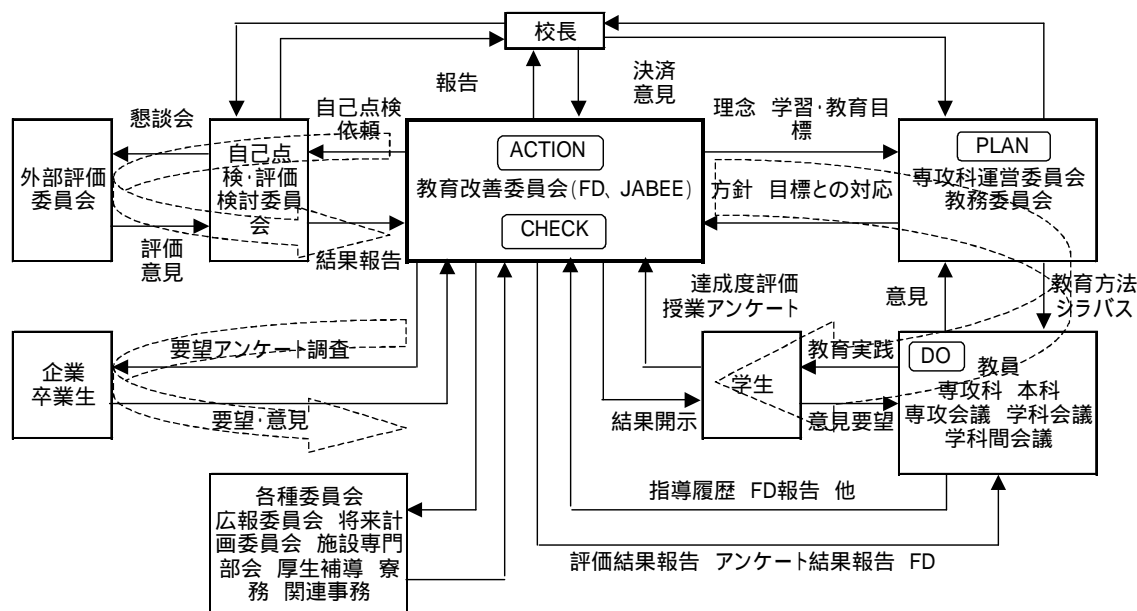 校長
報告
決済
意見
懇談会
自己点検
依頼
理念 学習･教育目
標
外部評価
委員会
自己点
検･評価
検討委員
会
ACTION
教育改善委員会(FD、JABEE)
CHECK
方針 目標との対応
PLAN
専攻科運営委員会
教務委員会
評価
意見
結果報告
達成度評価
授業アンケート
意見
教育方法
シラバス
企業
卒業生
要望アンケート調査
要望･意見
結果開示
学生
教育実践
意見要望
DO
教員
専攻科 本科
専攻会議 学科会議
学科間会議
各種委員会
広報委員会 将来計
画委員会 施設専門
部会 厚生補導 寮
務 関連事務
指導履歴 FD報告 他
評価結果報告 アンケート結果報告 FD